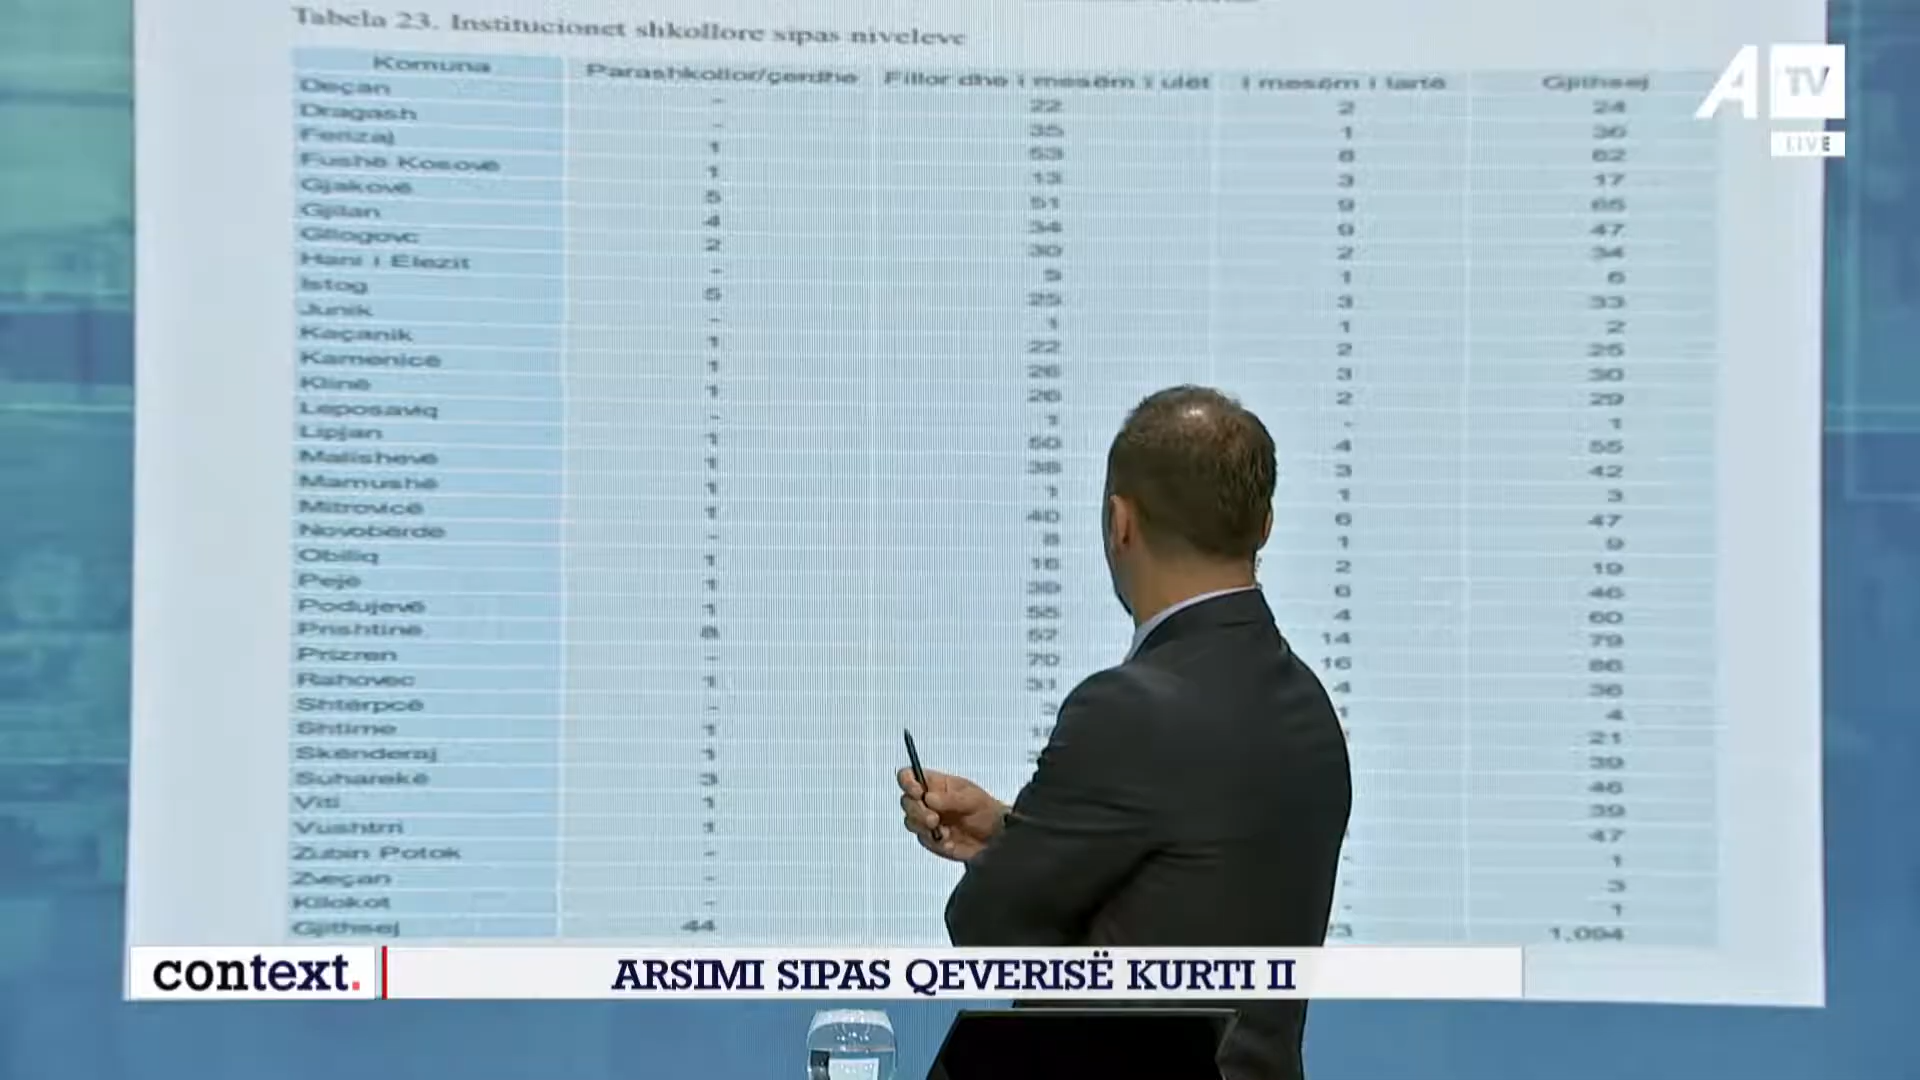 Tabela 23. Institucionet shkollore sipas niveleve
A TV
LIVE
Komuna Parashkollor/çerdhe Fillor dhe i mesëm i ulët I mesëm i lartë Gjithsej
Deçan - 22 2 24
Dragash - 35 1 36
Ferizaj 1 53 8 62
Fushë Kosovë 1 13 3 17
Gjakovë 5 51 9 65
Gjilan 4 34 9 47
Gllogovc 2 30 2 34
Hani i Elezit - 5 1 6
Istog 5 25 3 33
Junik - 1 1 2
Kaçanik 1 22 2 25
Kamenicë 1 26 3 30
Klinë 1 26 2 29
Leposaviq - 1 - 1
Lipjan 1 50 4 55
Malishevë 1 38 3 42
Mamushë 1 1 1 3
Mitrovicë 1 40 6 47
Novobërdë - 8 1 9
Obiliq 1 16 2 19
Pejë 1 39 6 46
Podujevë 1 55 4 60
Prishtinë 8 57 14 79
Prizren - 70 16 86
Rahovec 1 31 4 36
Shtërpcë - 3 1 4
Shtime 1 21
Skënderaj 1 39
Suharekë 3 46
Viti 1 39
Vushtrri 1 47
Zubin Potok - - 1
Zveçan - - 3
Kllokot - - 1
Gjithsej 44 1,094
context.
ARSIMI SIPAS QEVERISË KURTI II